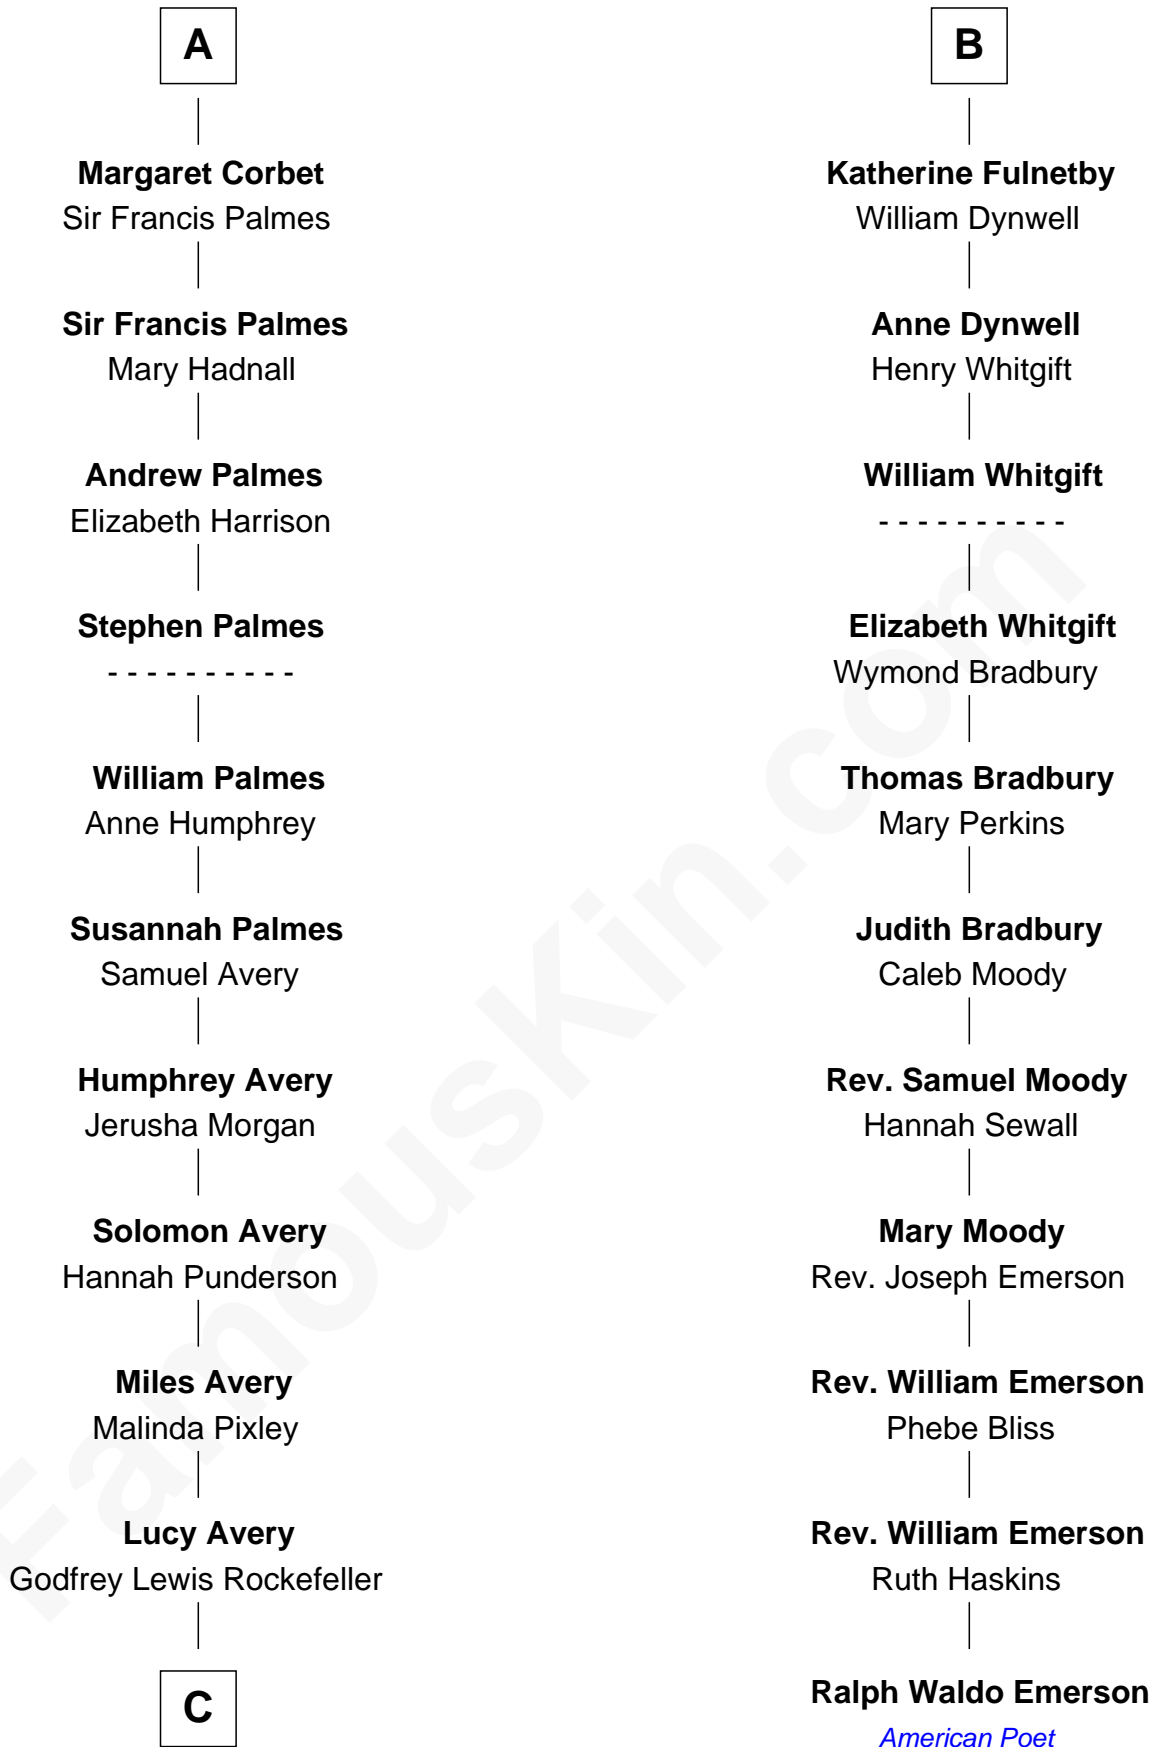 A
Margaret Corbet
Sir Francis Palmes
Sir Francis Palmes
Mary Hadnall
Andrew Palmes
Elizabeth Harrison
Stephen Palmes
- - - - - - - - - -
William Palmes
Anne Humphrey
Susannah Palmes
Samuel Avery
Humphrey Avery
Jerusha Morgan
Solomon Avery
Hannah Punderson
Miles Avery
Malinda Pixley
Lucy Avery
Godfrey Lewis Rockefeller
C
B
Katherine Fulnetby
William Dynwell
Anne Dynwell
Henry Whitgift
William Whitgift
- - - - - - - - - -
Elizabeth Whitgift
Wymond Bradbury
Thomas Bradbury
Mary Perkins
Judith Bradbury
Caleb Moody
Rev. Samuel Moody
Hannah Sewall
Mary Moody
Rev. Joseph Emerson
Rev. William Emerson
Phebe Bliss
Rev. William Emerson
Ruth Haskins
Ralph Waldo Emerson
American Poet
FamousKin.com